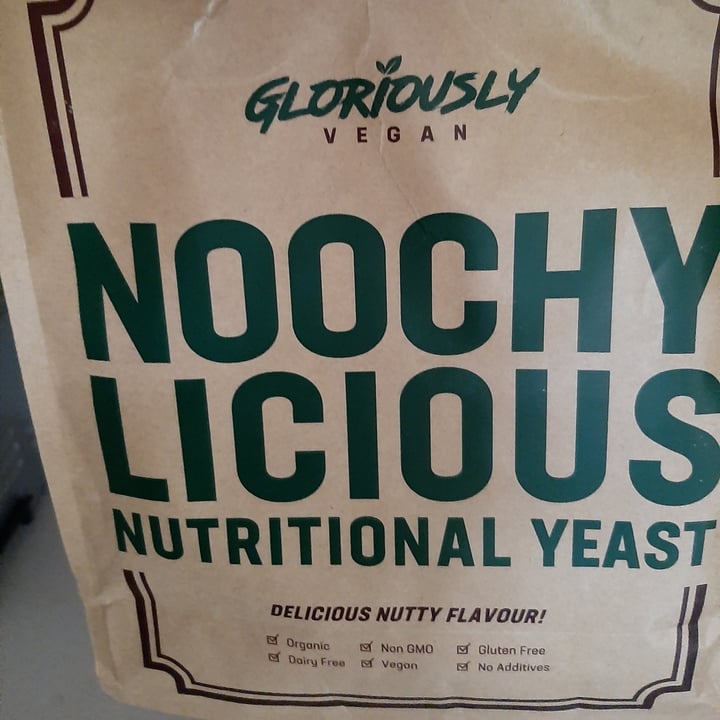 GLORIOUSLY
VEGAN
NOOCHY
LICIOUS
NUTRITIONAL YEAST
DELICIOUS NUTTY FLAVOUR!
Organic Non GMO Gluten Free
Dairy Free Vegan No Additives